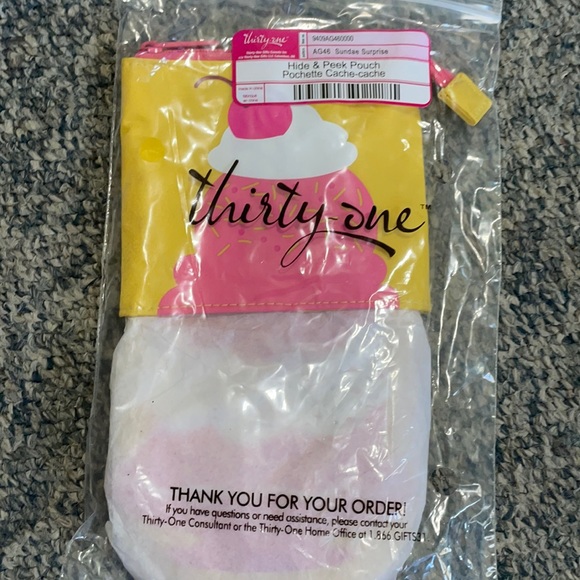 thirty-one
9409AG460000
AG46 Sundae Surprise
Hide & Peek Pouch
Pochette Cache-cache
thirty-one™
THANK YOU FOR YOUR ORDER!
If you have questions or need assistance, please contact your
Thirty-One Consultant or the Thirty-One Home Office at 1.866 GIFTS31